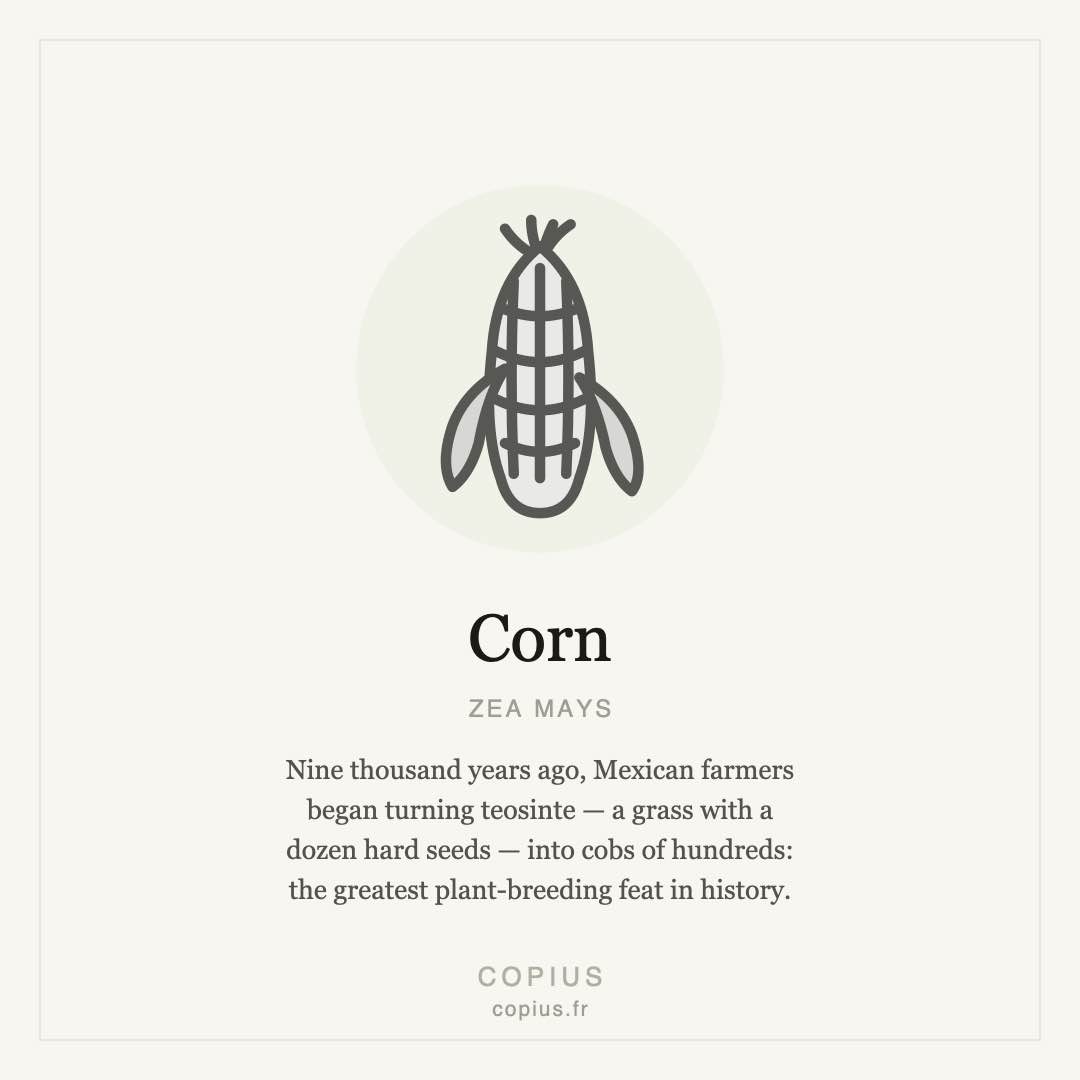 Corn
ZEA MAYS
Nine thousand years ago, Mexican farmers
began turning teosinte — a grass with a
dozen hard seeds — into cobs of hundreds:
the greatest plant-breeding feat in history.
COPIUS
copius.fr